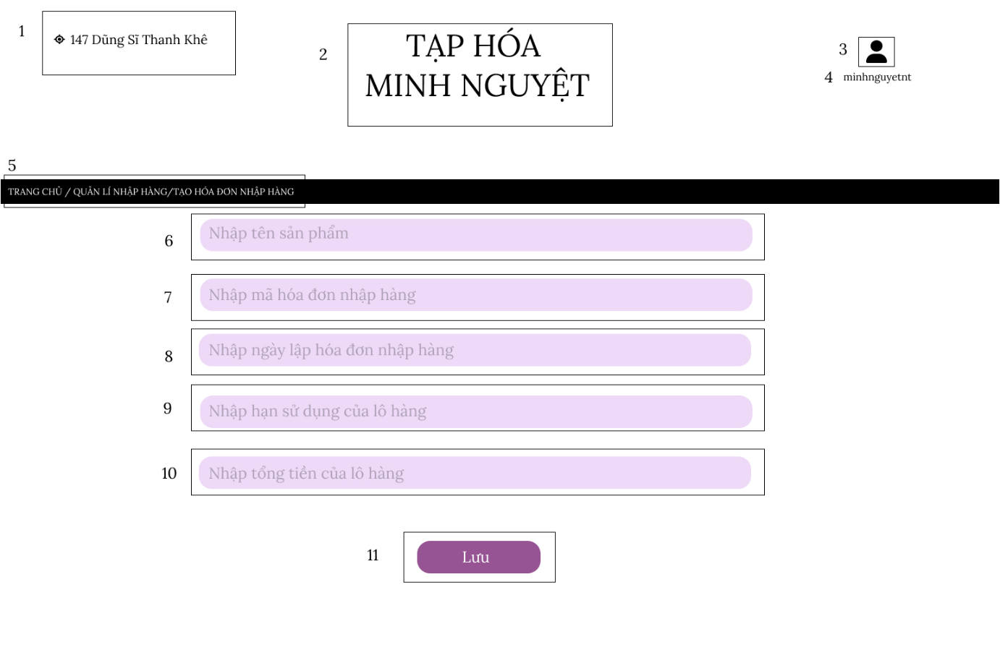 1
147 Dũng Sĩ Thanh Khê
2
TẠP HÓA
MINH NGUYỆT
3
4 minhnguyetnt
5
TRANG CHỦ / QUẢN LÍ NHẬP HÀNG/TẠO HÓA ĐƠN NHẬP HÀNG
6 Nhập tên sản phẩm
7 Nhập mã hóa đơn nhập hàng
8 Nhập ngày lập hóa đơn nhập hàng
9 Nhập hạn sử dụng của lô hàng
10 Nhập tổng tiền của lô hàng
11 Lưu